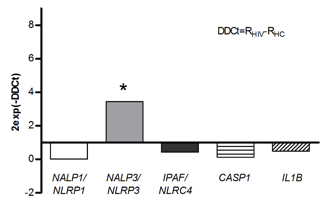 8
6
4
2
0
-2
2exp(-DDCt)
DDCt=RHIV-RHC
*
NALP1/
NLRP1
NALP3/
NLRP3
IPAF/
NLRC4
CASP1
IL1B